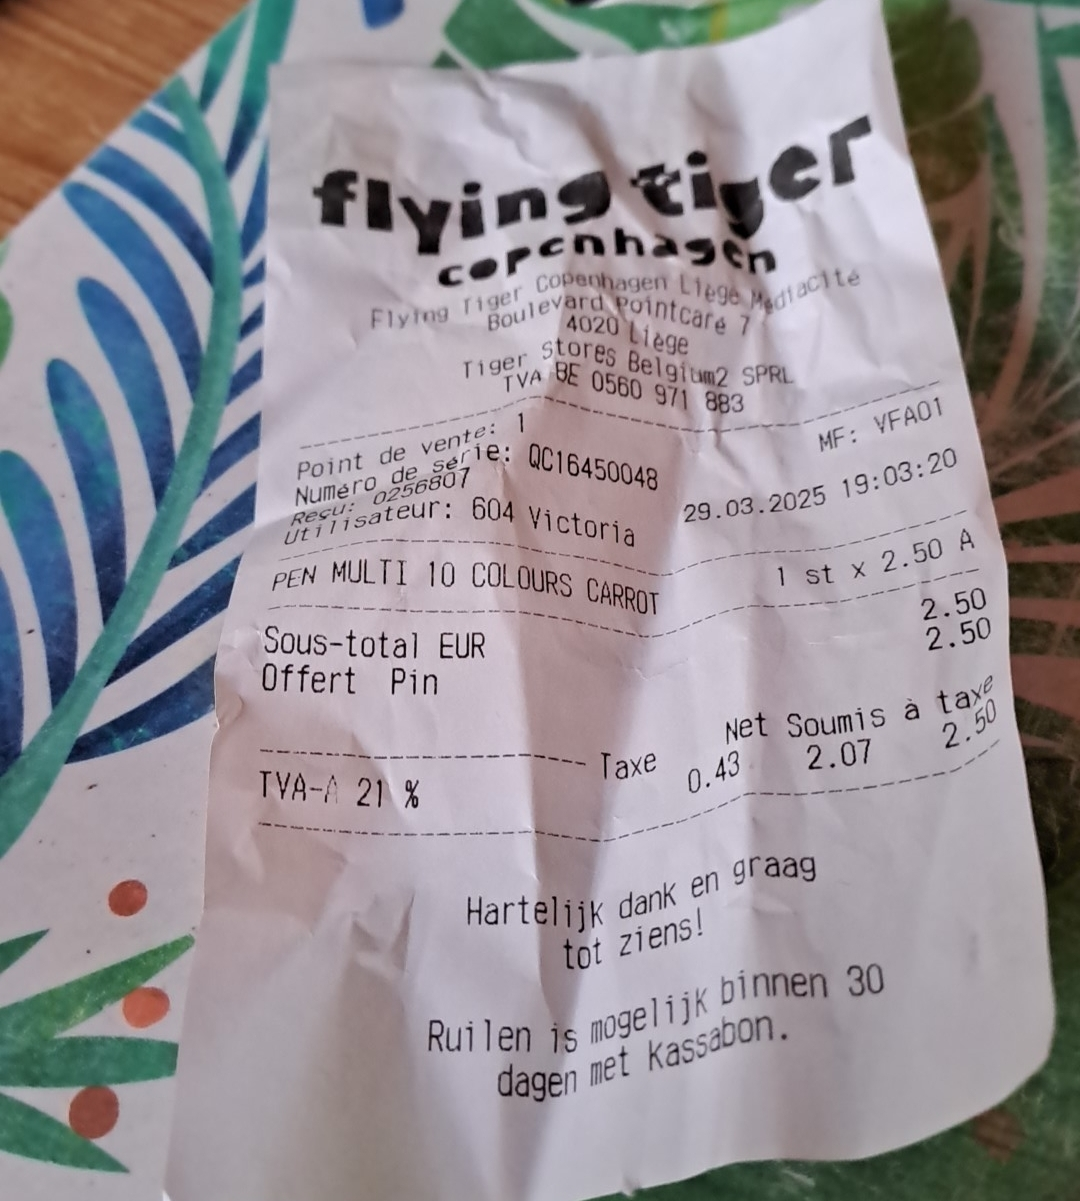 flying tiger
copenhagen
Flying Tiger Copenhagen Liège Médiacité
Boulevard Pointcaré 7
4020 Liège
Tiger Stores Belgium2 SPRL
TVA BE 0560 971 883
Point de vente: 1 MF: VFA01
Numéro de série: QC16450048
Reçu: 0256807 29.03.2025 19:03:20
Utilisateur: 604 Victoria
PEN MULTI 10 COLOURS CARROT 1 st x 2.50 A
2.50
Sous-total EUR 2.50
Offert Pin
Taxe Net Soumis à taxe
TVA-A 21 % 0.43 2.07 2.50
Hartelijk dank en graag
tot ziens!
Ruilen is mogelijk binnen 30
dagen met Kassabon.